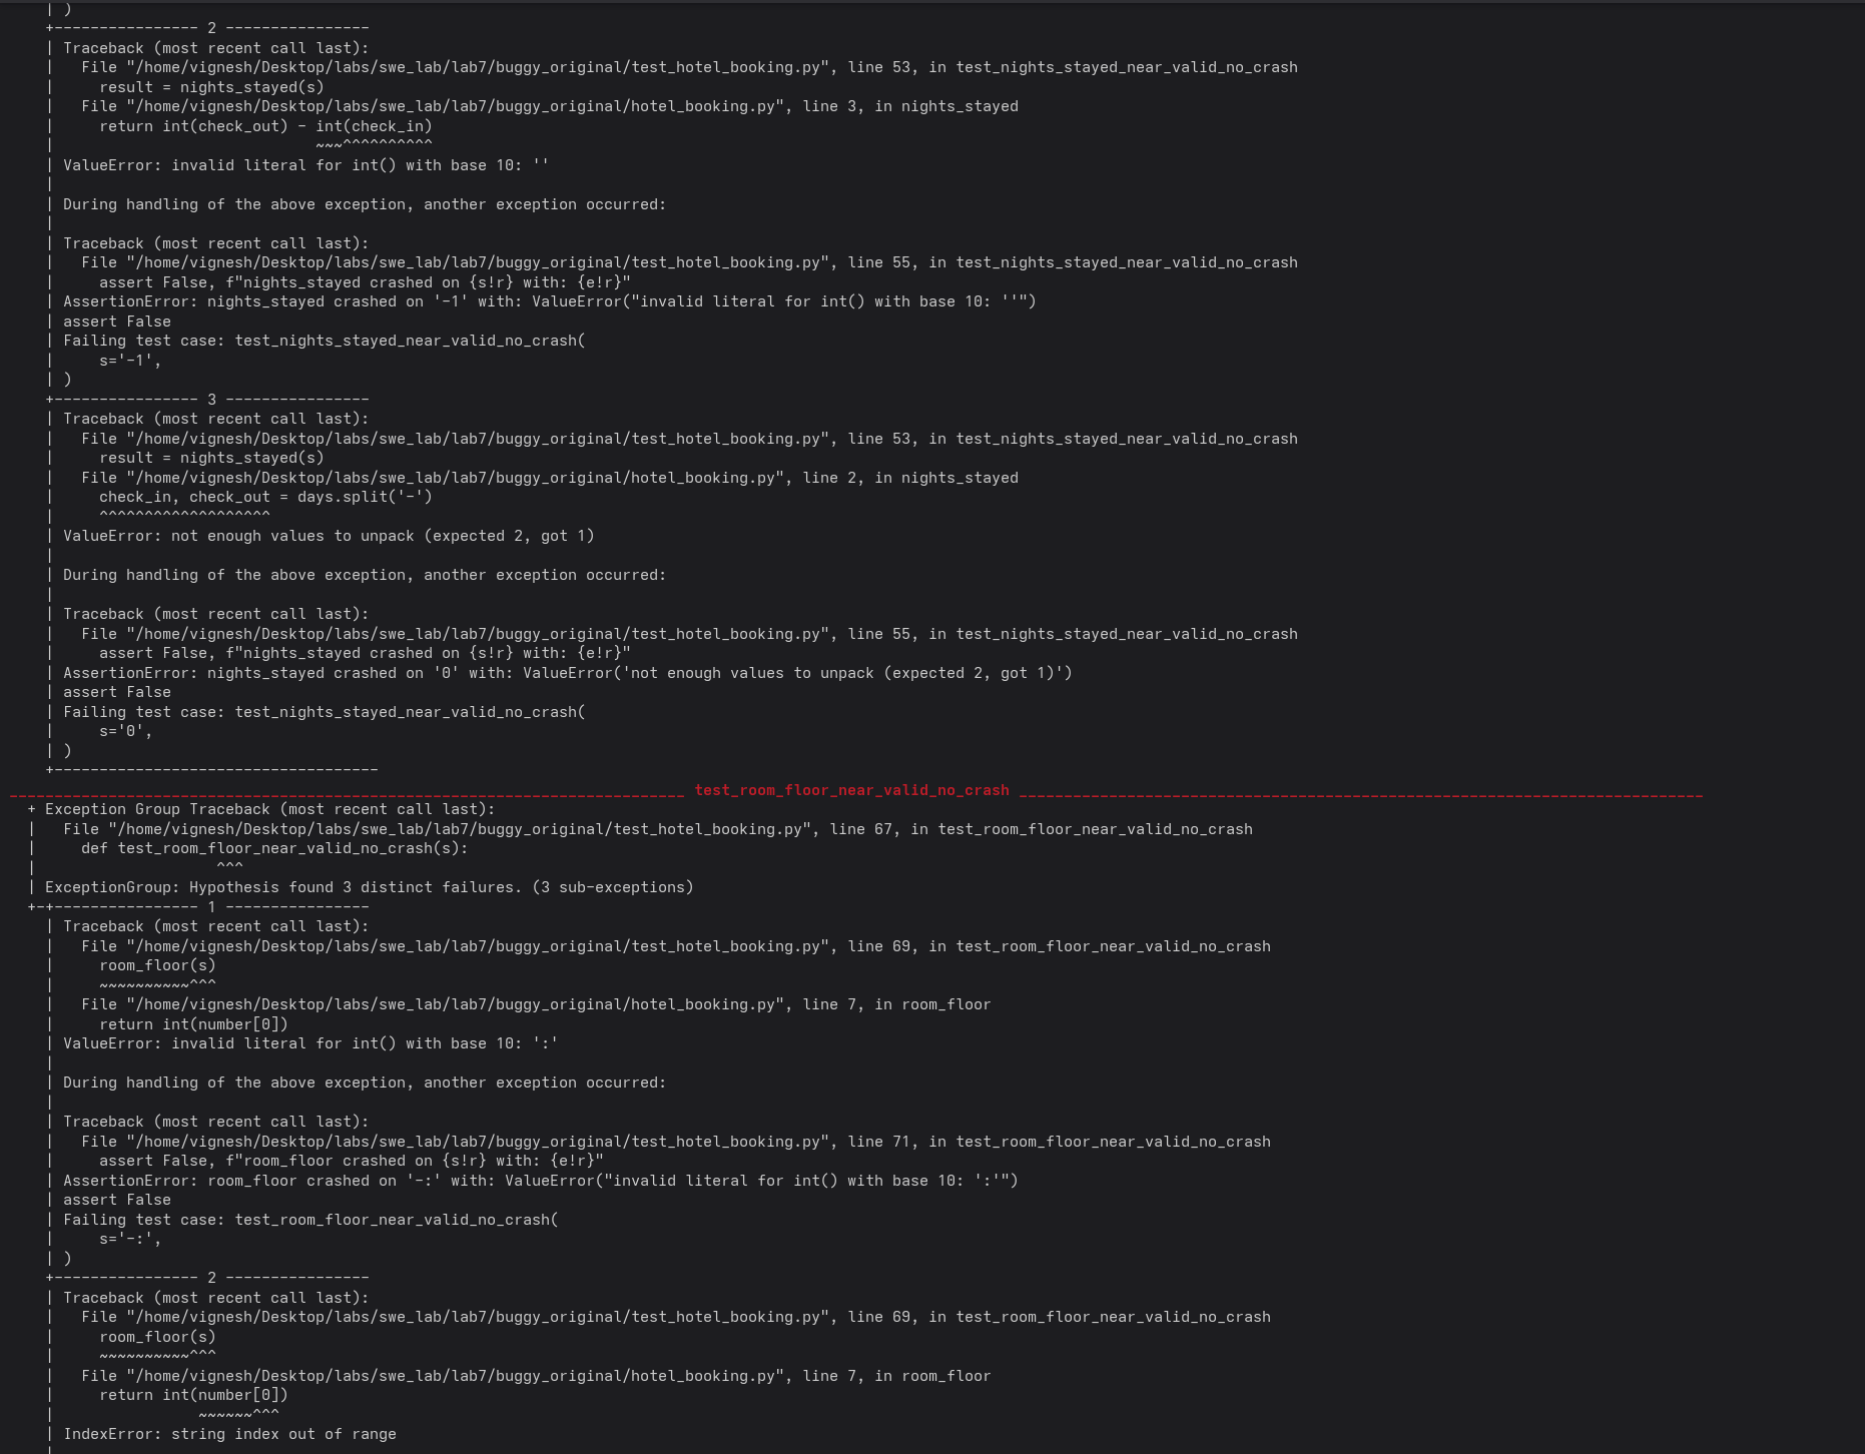 | )
+---------------- 2 ----------------
| Traceback (most recent call last):
|   File "/home/vignesh/Desktop/labs/swe_lab/lab7/buggy_original/test_hotel_booking.py", line 53, in test_nights_stayed_near_valid_no_crash
|     result = nights_stayed(s)
|   File "/home/vignesh/Desktop/labs/swe_lab/lab7/buggy_original/hotel_booking.py", line 3, in nights_stayed
|     return int(check_out) - int(check_in)
|                             ~~~^^^^^^^^^^
| ValueError: invalid literal for int() with base 10: ''
|
| During handling of the above exception, another exception occurred:
|
| Traceback (most recent call last):
|   File "/home/vignesh/Desktop/labs/swe_lab/lab7/buggy_original/test_hotel_booking.py", line 55, in test_nights_stayed_near_valid_no_crash
|     assert False, f"nights_stayed crashed on {s!r} with: {e!r}"
| AssertionError: nights_stayed crashed on '-1' with: ValueError("invalid literal for int() with base 10: ''")
| assert False
| Failing test case: test_nights_stayed_near_valid_no_crash(
|     s='-1',
| )
+---------------- 3 ----------------
| Traceback (most recent call last):
|   File "/home/vignesh/Desktop/labs/swe_lab/lab7/buggy_original/test_hotel_booking.py", line 53, in test_nights_stayed_near_valid_no_crash
|     result = nights_stayed(s)
|   File "/home/vignesh/Desktop/labs/swe_lab/lab7/buggy_original/hotel_booking.py", line 2, in nights_stayed
|     check_in, check_out = days.split('-')
|     ^^^^^^^^^^^^^^^^^^^
| ValueError: not enough values to unpack (expected 2, got 1)
|
| During handling of the above exception, another exception occurred:
|
| Traceback (most recent call last):
|   File "/home/vignesh/Desktop/labs/swe_lab/lab7/buggy_original/test_hotel_booking.py", line 55, in test_nights_stayed_near_valid_no_crash
|     assert False, f"nights_stayed crashed on {s!r} with: {e!r}"
| AssertionError: nights_stayed crashed on '0' with: ValueError('not enough values to unpack (expected 2, got 1)')
| assert False
| Failing test case: test_nights_stayed_near_valid_no_crash(
|     s='0',
| )
+------------------------------------
___________________________________________________________________________ test_room_floor_near_valid_no_crash ____________________________________________________________________________
+ Exception Group Traceback (most recent call last):
|   File "/home/vignesh/Desktop/labs/swe_lab/lab7/buggy_original/test_hotel_booking.py", line 67, in test_room_floor_near_valid_no_crash
|     def test_room_floor_near_valid_no_crash(s):
|                    ^^^
| ExceptionGroup: Hypothesis found 3 distinct failures. (3 sub-exceptions)
+-+---------------- 1 ----------------
| Traceback (most recent call last):
|   File "/home/vignesh/Desktop/labs/swe_lab/lab7/buggy_original/test_hotel_booking.py", line 69, in test_room_floor_near_valid_no_crash
|     room_floor(s)
|     ~~~~~~~~~~^^^
|   File "/home/vignesh/Desktop/labs/swe_lab/lab7/buggy_original/hotel_booking.py", line 7, in room_floor
|     return int(number[0])
| ValueError: invalid literal for int() with base 10: ':'
|
| During handling of the above exception, another exception occurred:
|
| Traceback (most recent call last):
|   File "/home/vignesh/Desktop/labs/swe_lab/lab7/buggy_original/test_hotel_booking.py", line 71, in test_room_floor_near_valid_no_crash
|     assert False, f"room_floor crashed on {s!r} with: {e!r}"
| AssertionError: room_floor crashed on '-:' with: ValueError("invalid literal for int() with base 10: ':'")
| assert False
| Failing test case: test_room_floor_near_valid_no_crash(
|     s='-:',
| )
+---------------- 2 ----------------
| Traceback (most recent call last):
|   File "/home/vignesh/Desktop/labs/swe_lab/lab7/buggy_original/test_hotel_booking.py", line 69, in test_room_floor_near_valid_no_crash
|     room_floor(s)
|     ~~~~~~~~~~^^^
|   File "/home/vignesh/Desktop/labs/swe_lab/lab7/buggy_original/hotel_booking.py", line 7, in room_floor
|     return int(number[0])
|                ~~~~~~^^^
| IndexError: string index out of range
|